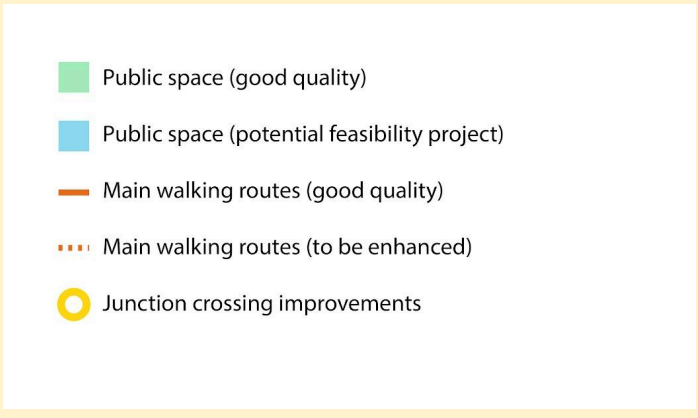 Public space (good quality)
Public space (potential feasibility project)
Main walking routes (good quality)
Main walking routes (to be enhanced)
Junction crossing improvements